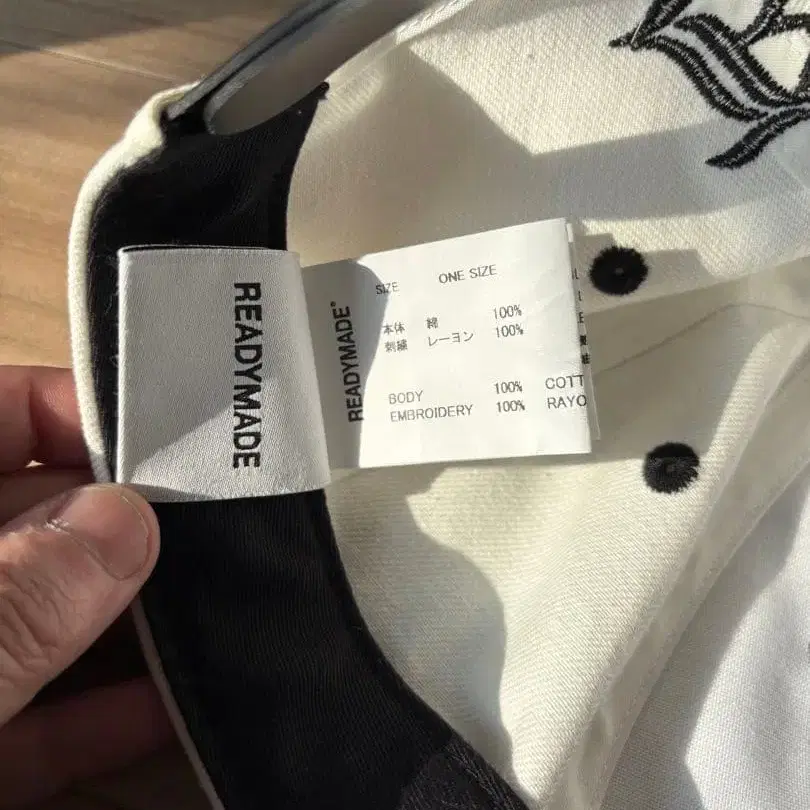 READYMADE
READYMADE®
SIZE ONE SIZE
本体 綿 100%
刺繍 レーヨン 100%
BODY 100% COTT
EMBROIDERY 100% RAYO